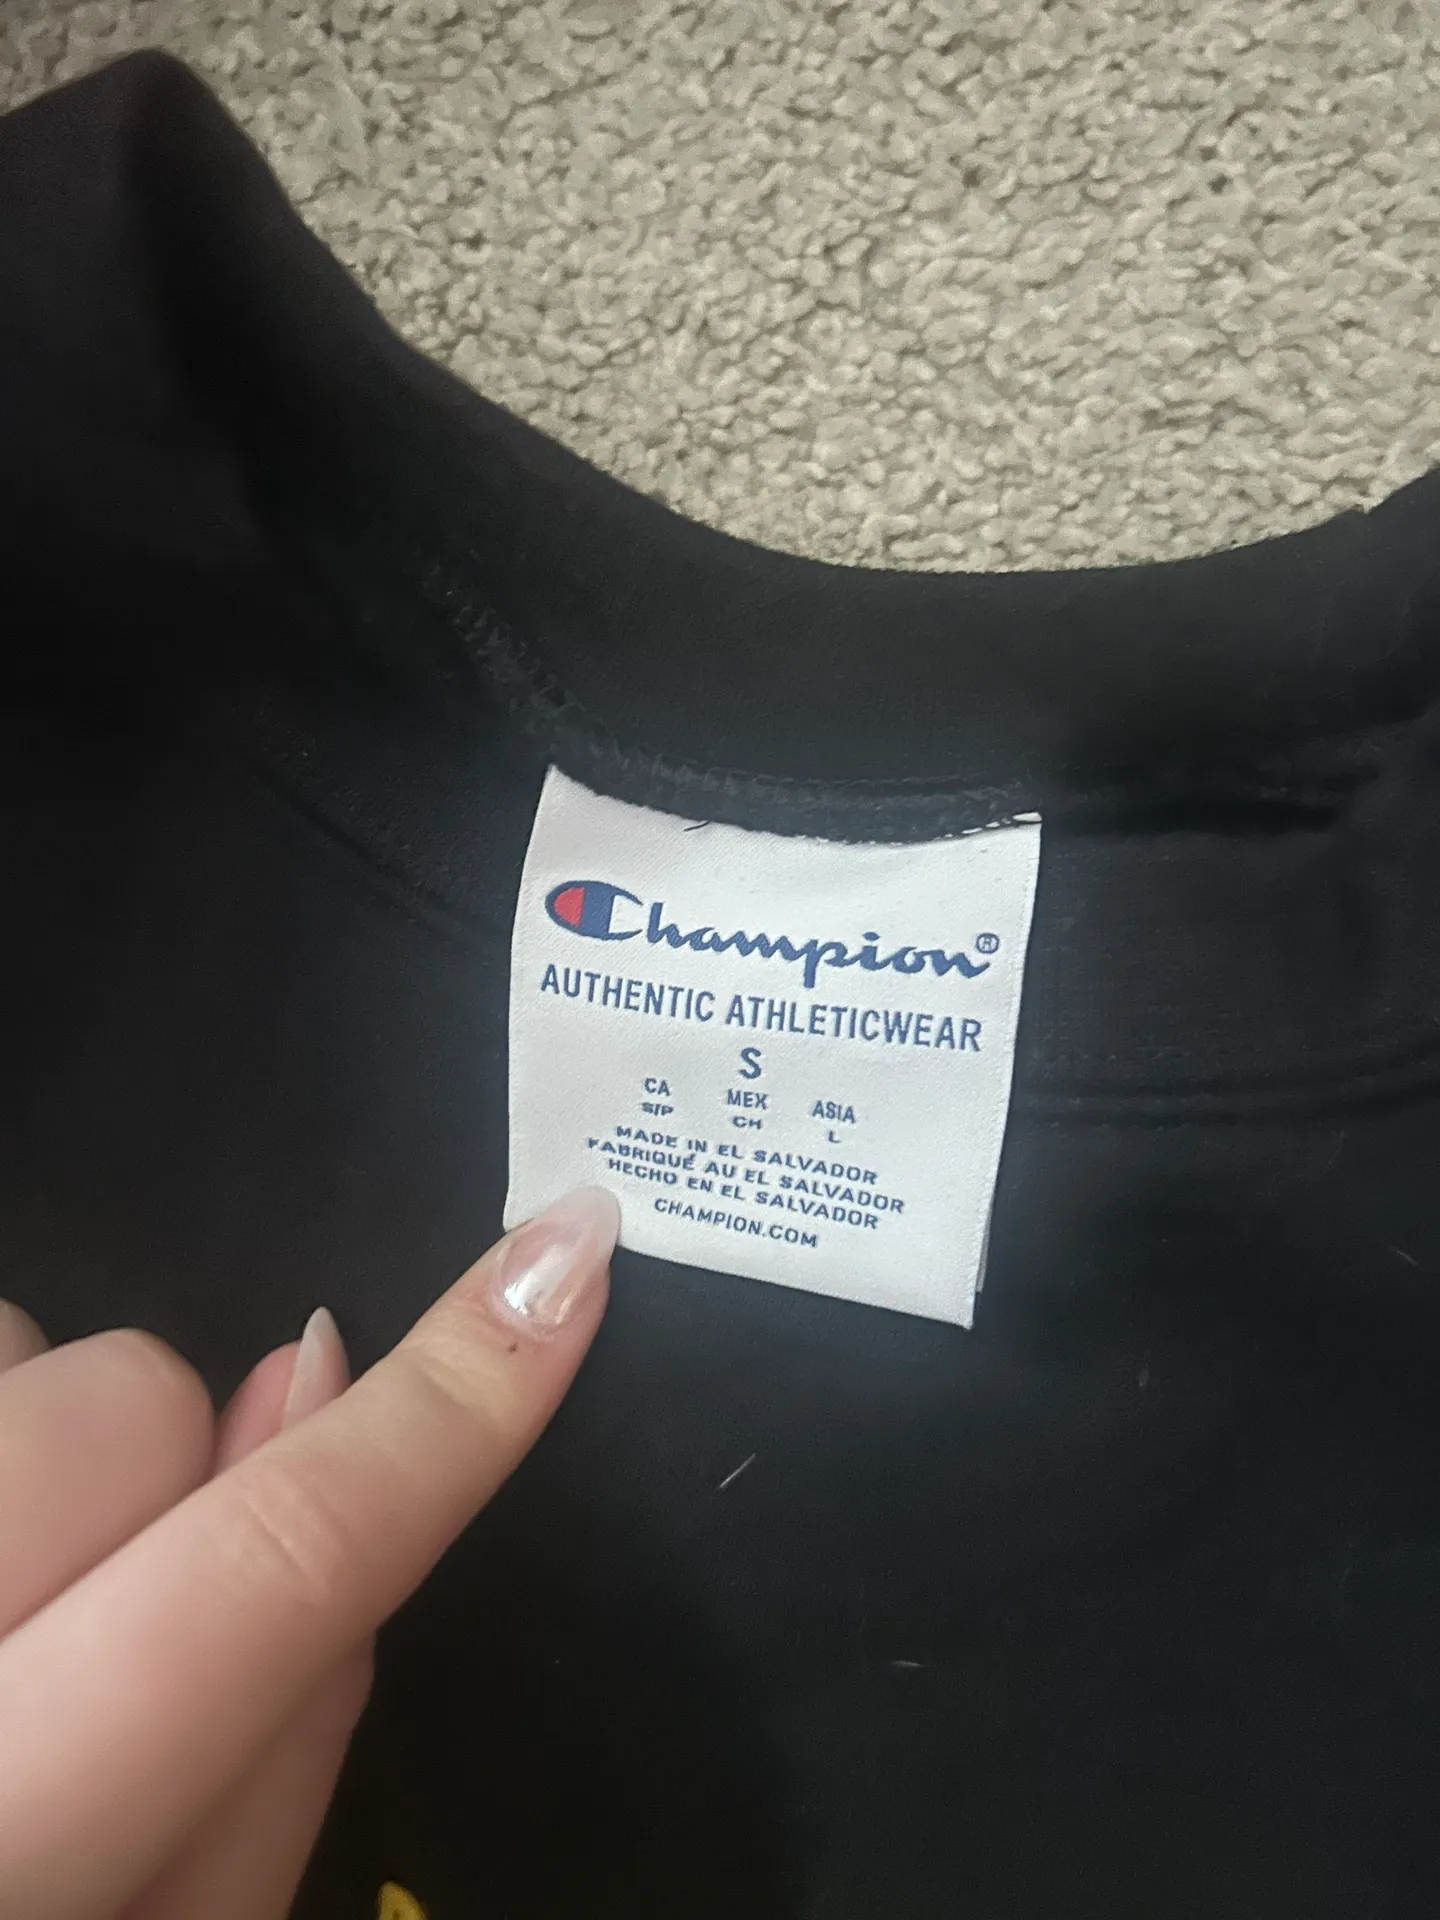 Champion®
AUTHENTIC ATHLETICWEAR
S
CA MEX ASIA
S/P CH L
MADE IN EL SALVADOR
FABRIQUÉ AU EL SALVADOR
HECHO EN EL SALVADOR
CHAMPION.COM